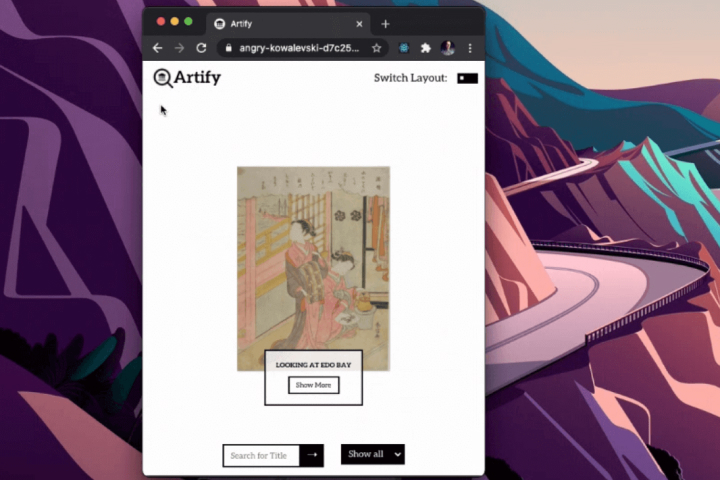 Artify
angry-kowalevski-d7c25...
Artify
Switch Layout:
LOOKING AT EDO BAY
Show More
Search for Title
Show all